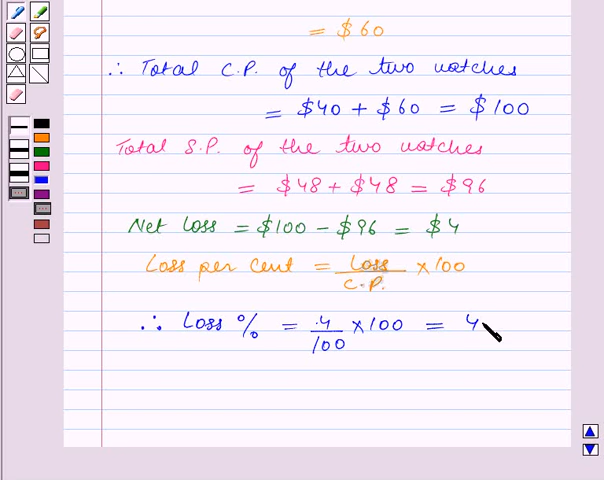 = $60
∴ Total C.P. of the two watches
= $40 + $60 = $100
Total S.P. of the two watches
= $48 + $48 = $96
Net Loss = $100 - $96 = $4
Loss per cent = Loss/C.P. × 100
∴ Loss % = 4/100 × 100 = 4